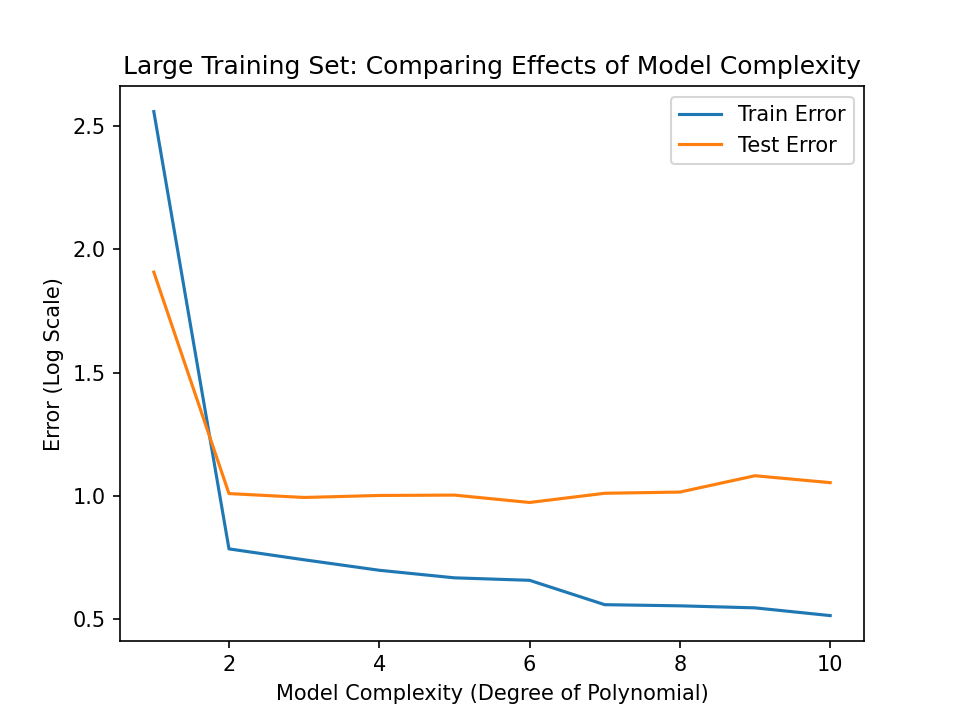 Large Training Set: Comparing Effects of Model Complexity
Train Error
Test Error
Error (Log Scale)
2.5
2.0
1.5
1.0
0.5
2 4 6 8 10
Model Complexity (Degree of Polynomial)